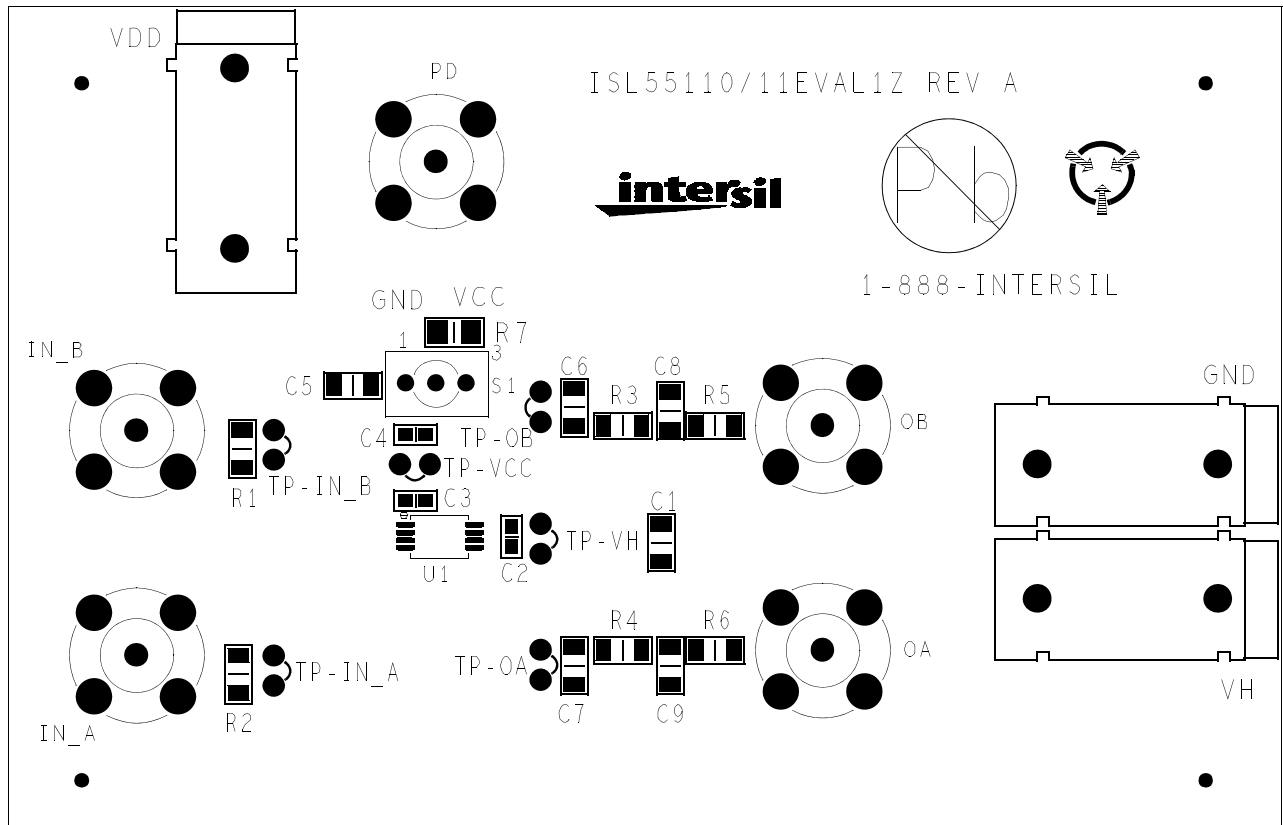 VDD
PD
ISL55110/11EVAL1Z REV A
Pb
intersil
1-888-INTERSIL
GND VCC
1
R7
3
IN_B
C5
S1
C6
C8
GND
R3
R5
OB
C4
TP-OB
TP-VCC
R1
TP-IN_B
C3
C1
TP-VH
U1
C2
R4
R6
OA
TP-OA
TP-IN_A
R2
C7
C9
VH
IN_A